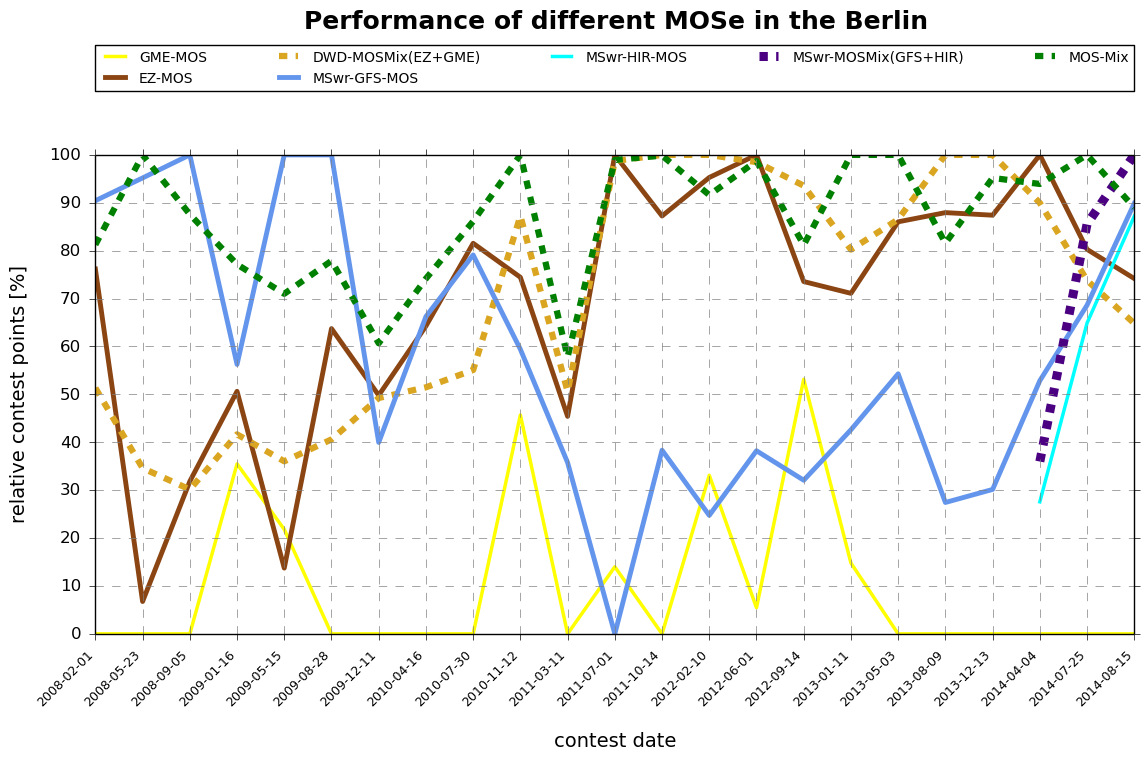 Performance of different MOSe in the Berlin
GME-MOS DWD-MOSMix(EZ+GME) MSwr-HIR-MOS MSwr-MOSMix(GFS+HIR) MOS-Mix
EZ-MOS MSwr-GFS-MOS
100
90
80
70
60
50
40
30
20
10
0
relative contest points [%]
2008-02-01 2008-05-23 2008-09-05 2009-01-16 2009-05-15 2009-08-28 2009-12-11 2010-04-16 2010-07-30 2010-11-12 2011-03-11 2011-07-01 2011-10-14 2012-02-10 2012-06-01 2012-09-14 2013-01-11 2013-05-03 2013-08-09 2013-12-13 2014-04-04 2014-07-25 2014-08-15
contest date